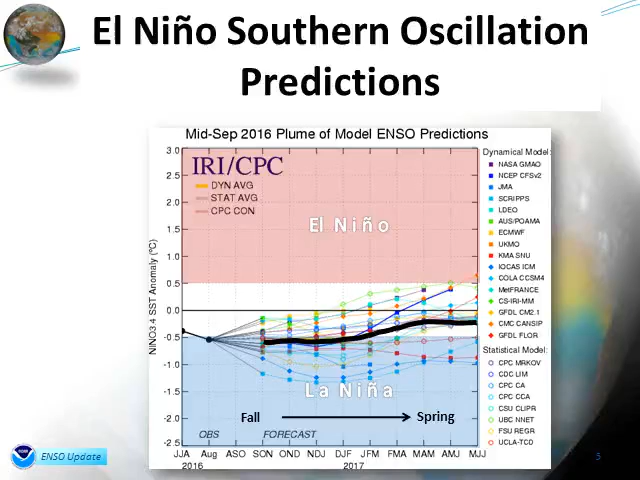 El Niño Southern Oscillation
Predictions
Mid-Sep 2016 Plume of Model ENSO Predictions
3.0
2.5
2.0
1.5
1.0
0.5
0.0
-0.5
-1.0
-1.5
-2.0
-2.5
NINO3.4 SST Anomaly (°C)
IRI/CPC
DYN AVG
STAT AVG
CPC CON
El Niño
La Niña
Fall
Spring
OBS
FORECAST
JJA Aug ASO SON OND NDJ DJF JFM FMA MAM AMJ MJJ
2016 2017
Dynamical Model:
NASA GMAO
NCEP CFSv2
JMA
SCRIPPS
LDEO
AUS/POAMA
ECMWF
UKMO
KMA SNU
IOCAS ICM
COLA CCSM4
MetFRANCE
CS-IRI-MM
GFDL CM2.1
CMC CANSIP
GFDL FLOR
Statistical Model:
CPC MRKOV
CDC LIM
CPC CA
CPC CCA
CSU CLIPR
UBC NNET
FSU REGR
UCLA-TCD
ENSO Update
5